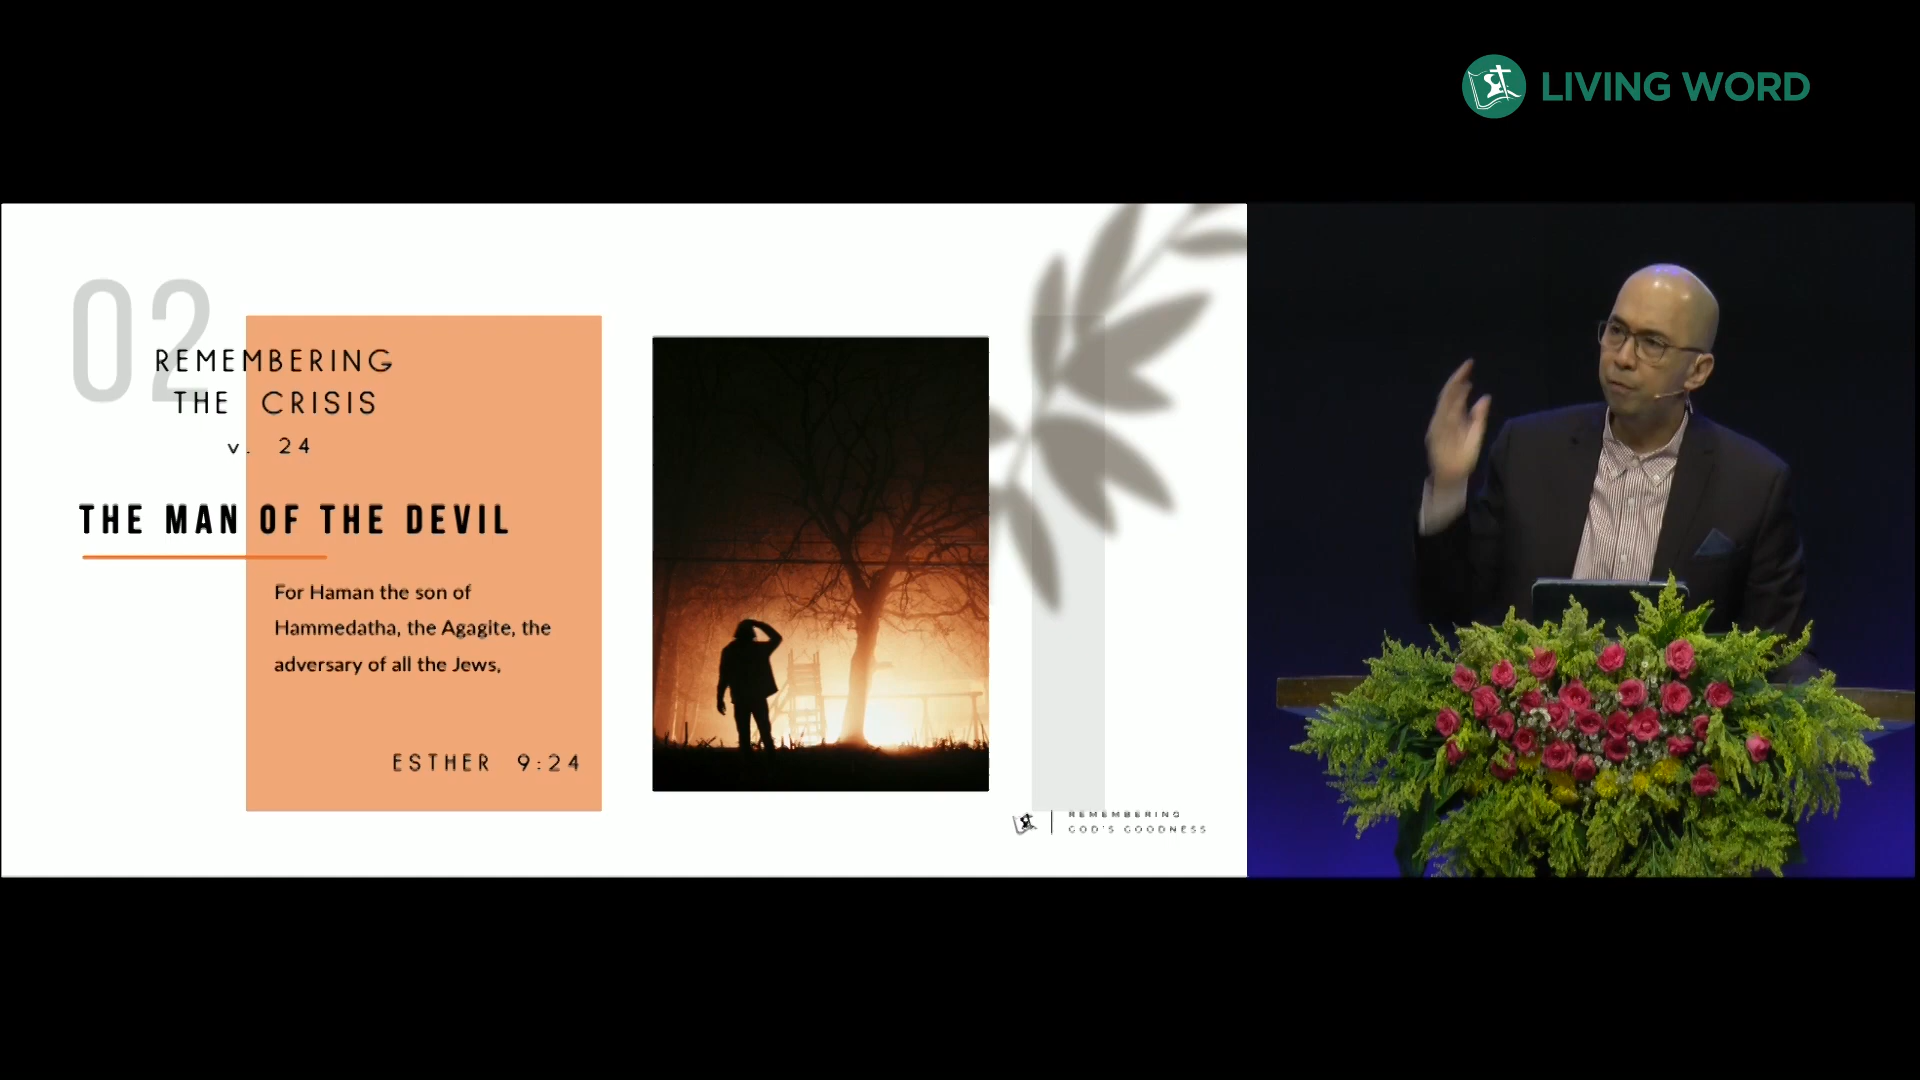 LIVING WORD
02
REMEMBERING
THE CRISIS
v. 24
THE MAN OF THE DEVIL
For Haman the son of
Hammedatha, the Agagite, the
adversary of all the Jews,
ESTHER 9:24
REMEMBERING
GOD'S GOODNESS